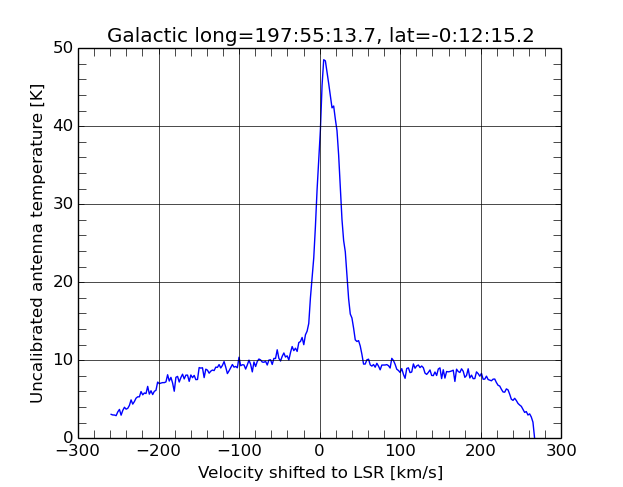 Galactic long=197:55:13.7, lat=-0:12:15.2
50
40
30
20
10
0
Uncalibrated antenna temperature [K]
−300 −200 −100 0 100 200 300
Velocity shifted to LSR [km/s]